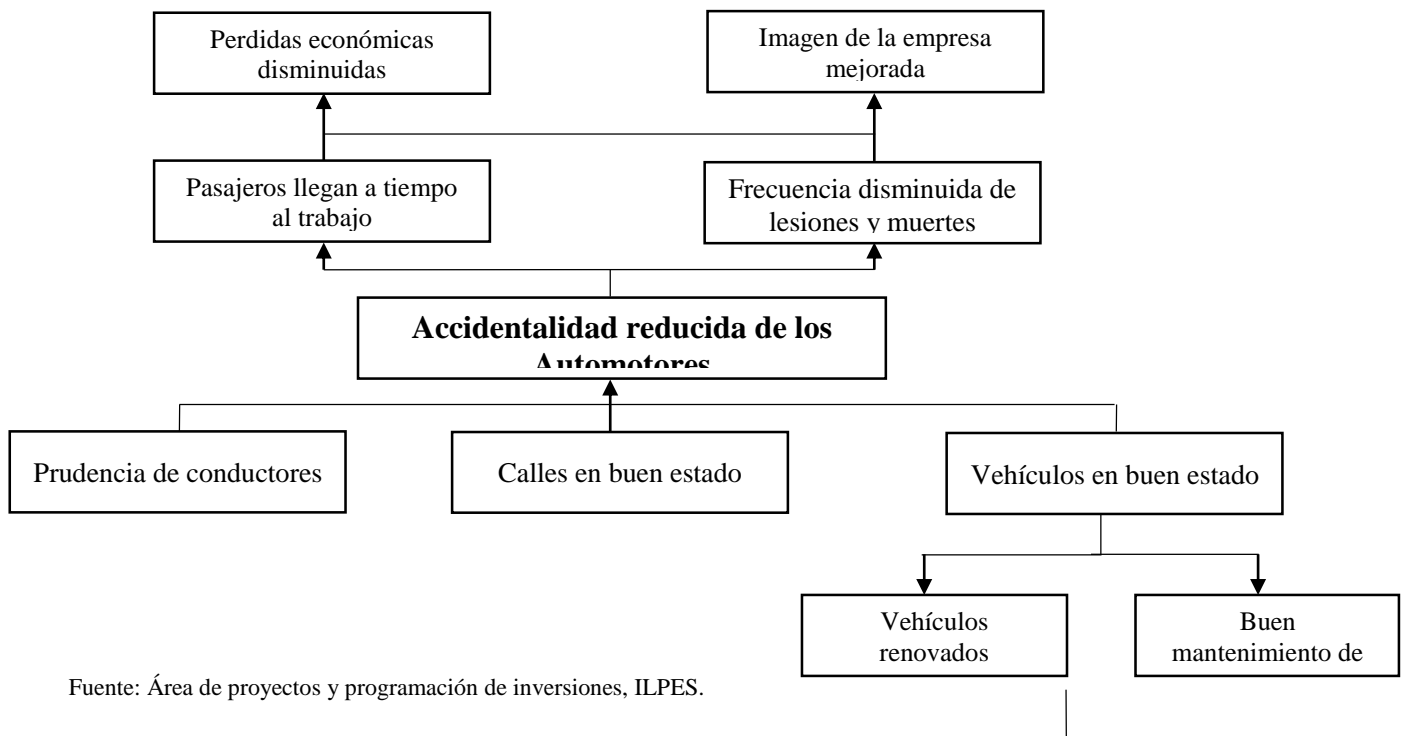 Perdidas económicas
disminuidas
Imagen de la empresa
mejorada
Pasajeros llegan a tiempo
al trabajo
Frecuencia disminuida de
lesiones y muertes
Accidentalidad reducida de los
Automotores
Prudencia de conductores
Calles en buen estado
Vehículos en buen estado
Vehículos
renovados
Buen
mantenimiento de
Fuente: Área de proyectos y programación de inversiones, ILPES.